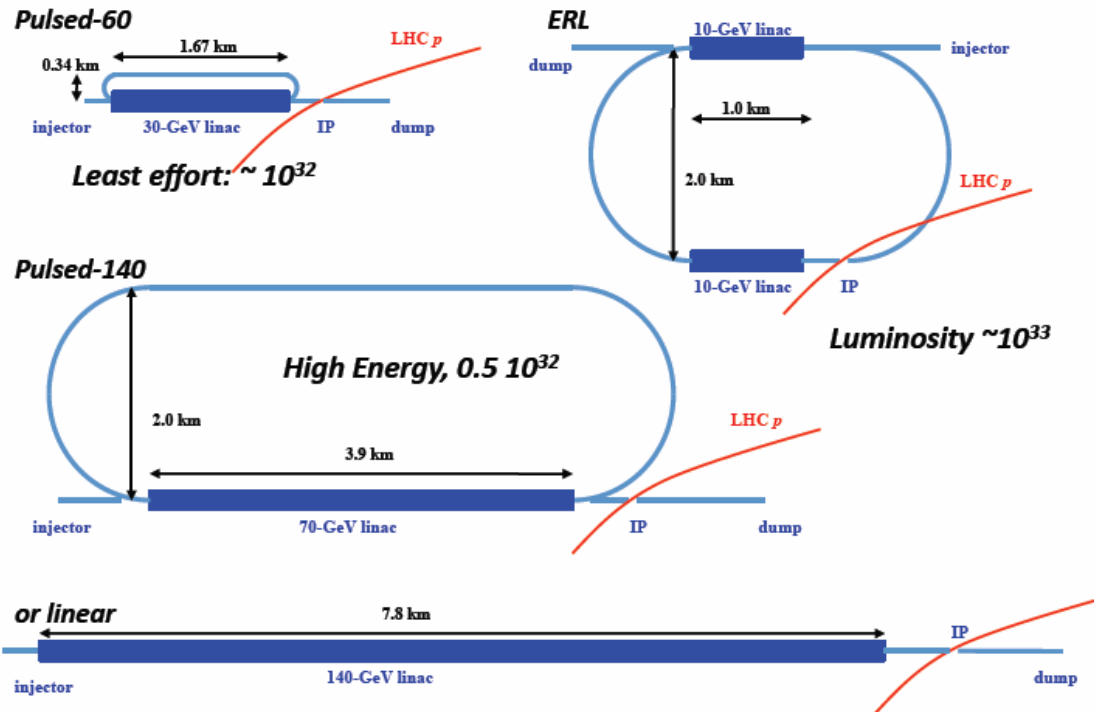 Pulsed-60
1.67 km
LHC p
0.34 km
injector
30-GeV linac
IP
dump
Least effort: ~ 10³²
ERL
10-GeV linac
dump
injector
1.0 km
2.0 km
LHC p
10-GeV linac
IP
Luminosity ~10³³
Pulsed-140
High Energy, 0.5 10³²
2.0 km
LHC p
3.9 km
injector
70-GeV linac
IP
dump
or linear
7.8 km
IP
injector
140-GeV linac
dump